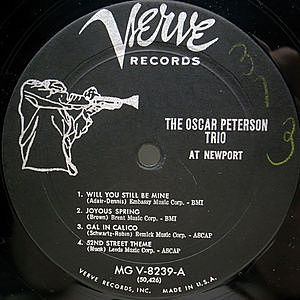 Verve
RECORDS
THE OSCAR PETERSON
TRIO
AT NEWPORT
1. WILL YOU STILL BE MINE
(Adair-Dennis) Embassy Music Corp. - BMI
2. JOYOUS SPRING
(Brown) Brent Music Corp. - BMI
3. GAL IN CALICO
(Schwartz-Robin) Remick Music Corp. - ASCAP
4. 52ND STREET THEME
(Monk) Leeds Music Corp. - ASCAP
MG V-8239-A
(50,426)
VERVE RECORDS, INC. MADE IN U.S.A.